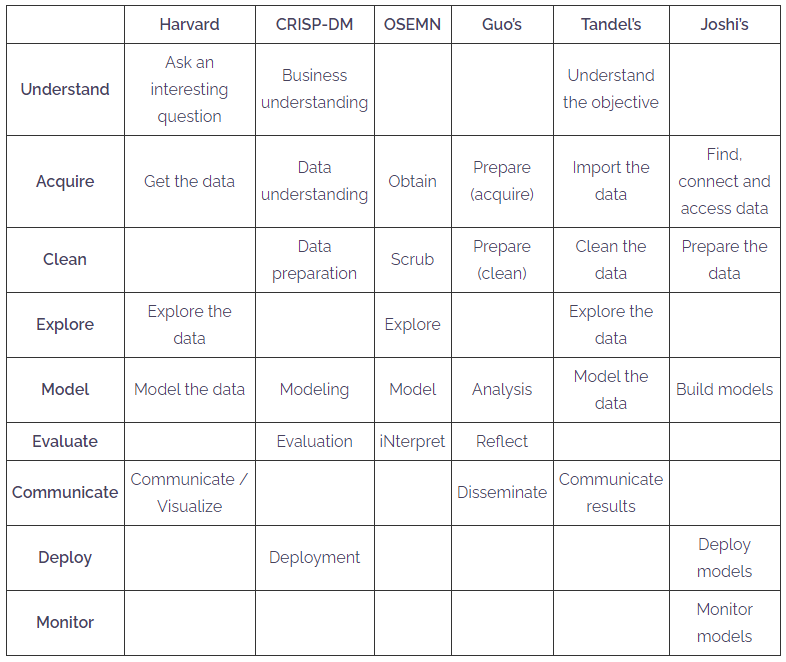 Harvard CRISP-DM OSEMN Guo's Tandel's Joshi's
Understand
Ask an
interesting
question
Business
understanding
Understand
the objective
Acquire
Get the data
Data
understanding
Obtain
Prepare
(acquire)
Import the
data
Find,
connect and
access data
Clean
Data
preparation
Scrub
Prepare
(clean)
Clean the
data
Prepare the
data
Explore
Explore the
data
Explore
Explore the
data
Model
Model the data
Modeling
Model
Analysis
Model the
data
Build models
Evaluate
Evaluation
iNterpret
Reflect
Communicate
Communicate /
Visualize
Disseminate
Communicate
results
Deploy
Deployment
Deploy
models
Monitor
Monitor
models